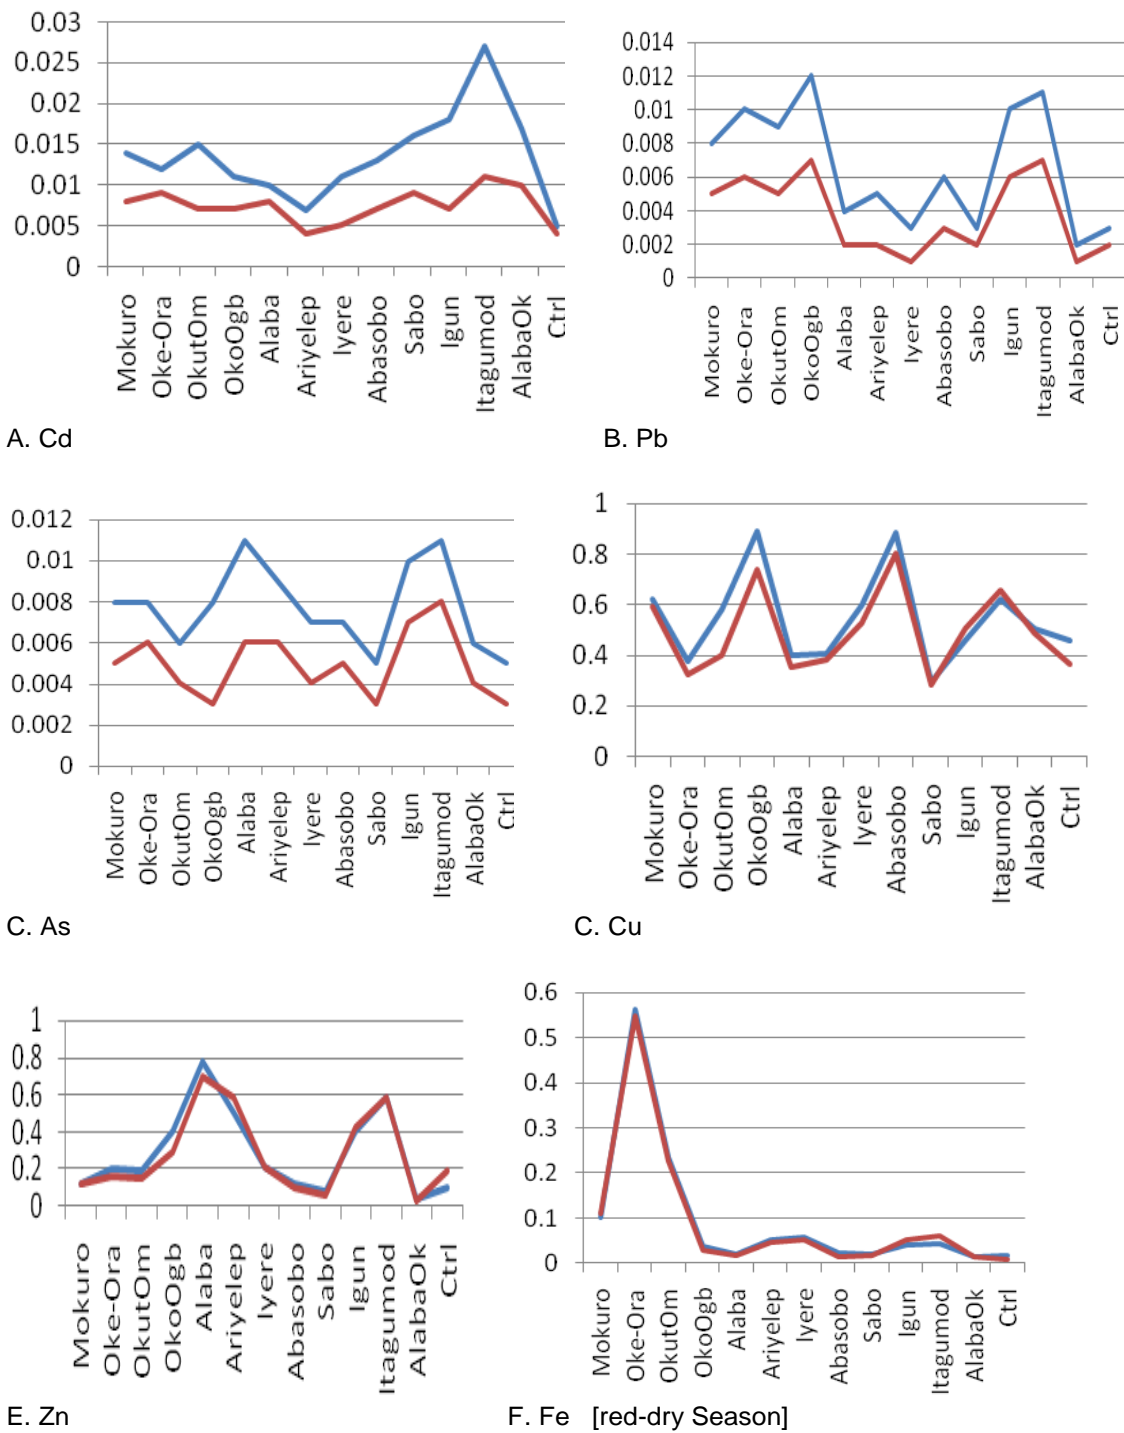 0.03
0.025
0.02
0.015
0.01
0.005
0
Mokuro
Oke-Ora
OkutOm
OkoOgb
Alaba
Ariyelep
Iyere
Abasobo
Sabo
Igun
Itagumod
AlabaOk
Ctrl
A. Cd
0.014
0.012
0.01
0.008
0.006
0.004
0.002
0
Mokuro
Oke-Ora
OkutOm
OkoOgb
Alaba
Ariyelep
Iyere
Abasobo
Sabo
Igun
Itagumod
AlabaOk
Ctrl
B. Pb
0.012
0.01
0.008
0.006
0.004
0.002
0
Mokuro
Oke-Ora
OkutOm
OkoOgb
Alaba
Ariyelep
Iyere
Abasobo
Sabo
Igun
Itagumod
AlabaOk
Ctrl
C. As
1
0.8
0.6
0.4
0.2
0
Mokuro
Oke-Ora
OkutOm
OkoOgb
Alaba
Ariyelep
Iyere
Abasobo
Sabo
Igun
Itagumod
AlabaOk
Ctrl
C. Cu
1
0.8
0.6
0.4
0.2
0
Mokuro
Oke-Ora
OkutOm
OkoOgb
Alaba
Ariyelep
Iyere
Abasobo
Sabo
Igun
Itagumod
AlabaOk
Ctrl
E. Zn
0.6
0.5
0.4
0.3
0.2
0.1
0
Mokuro
Oke-Ora
OkutOm
OkoOgb
Alaba
Ariyelep
Iyere
Abasobo
Sabo
Igun
Itagumod
AlabaOk
Ctrl
F. Fe [red-dry Season]